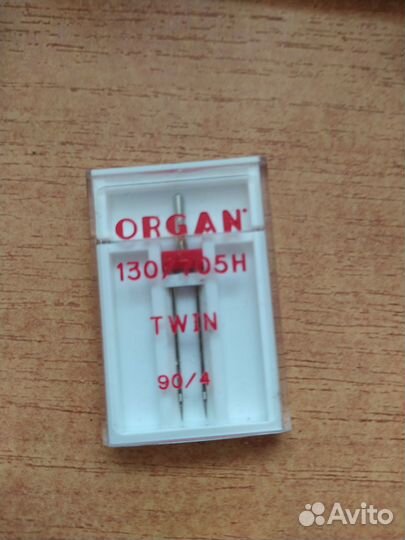 ORGAN
130/705H
TWIN
90/4
Avito